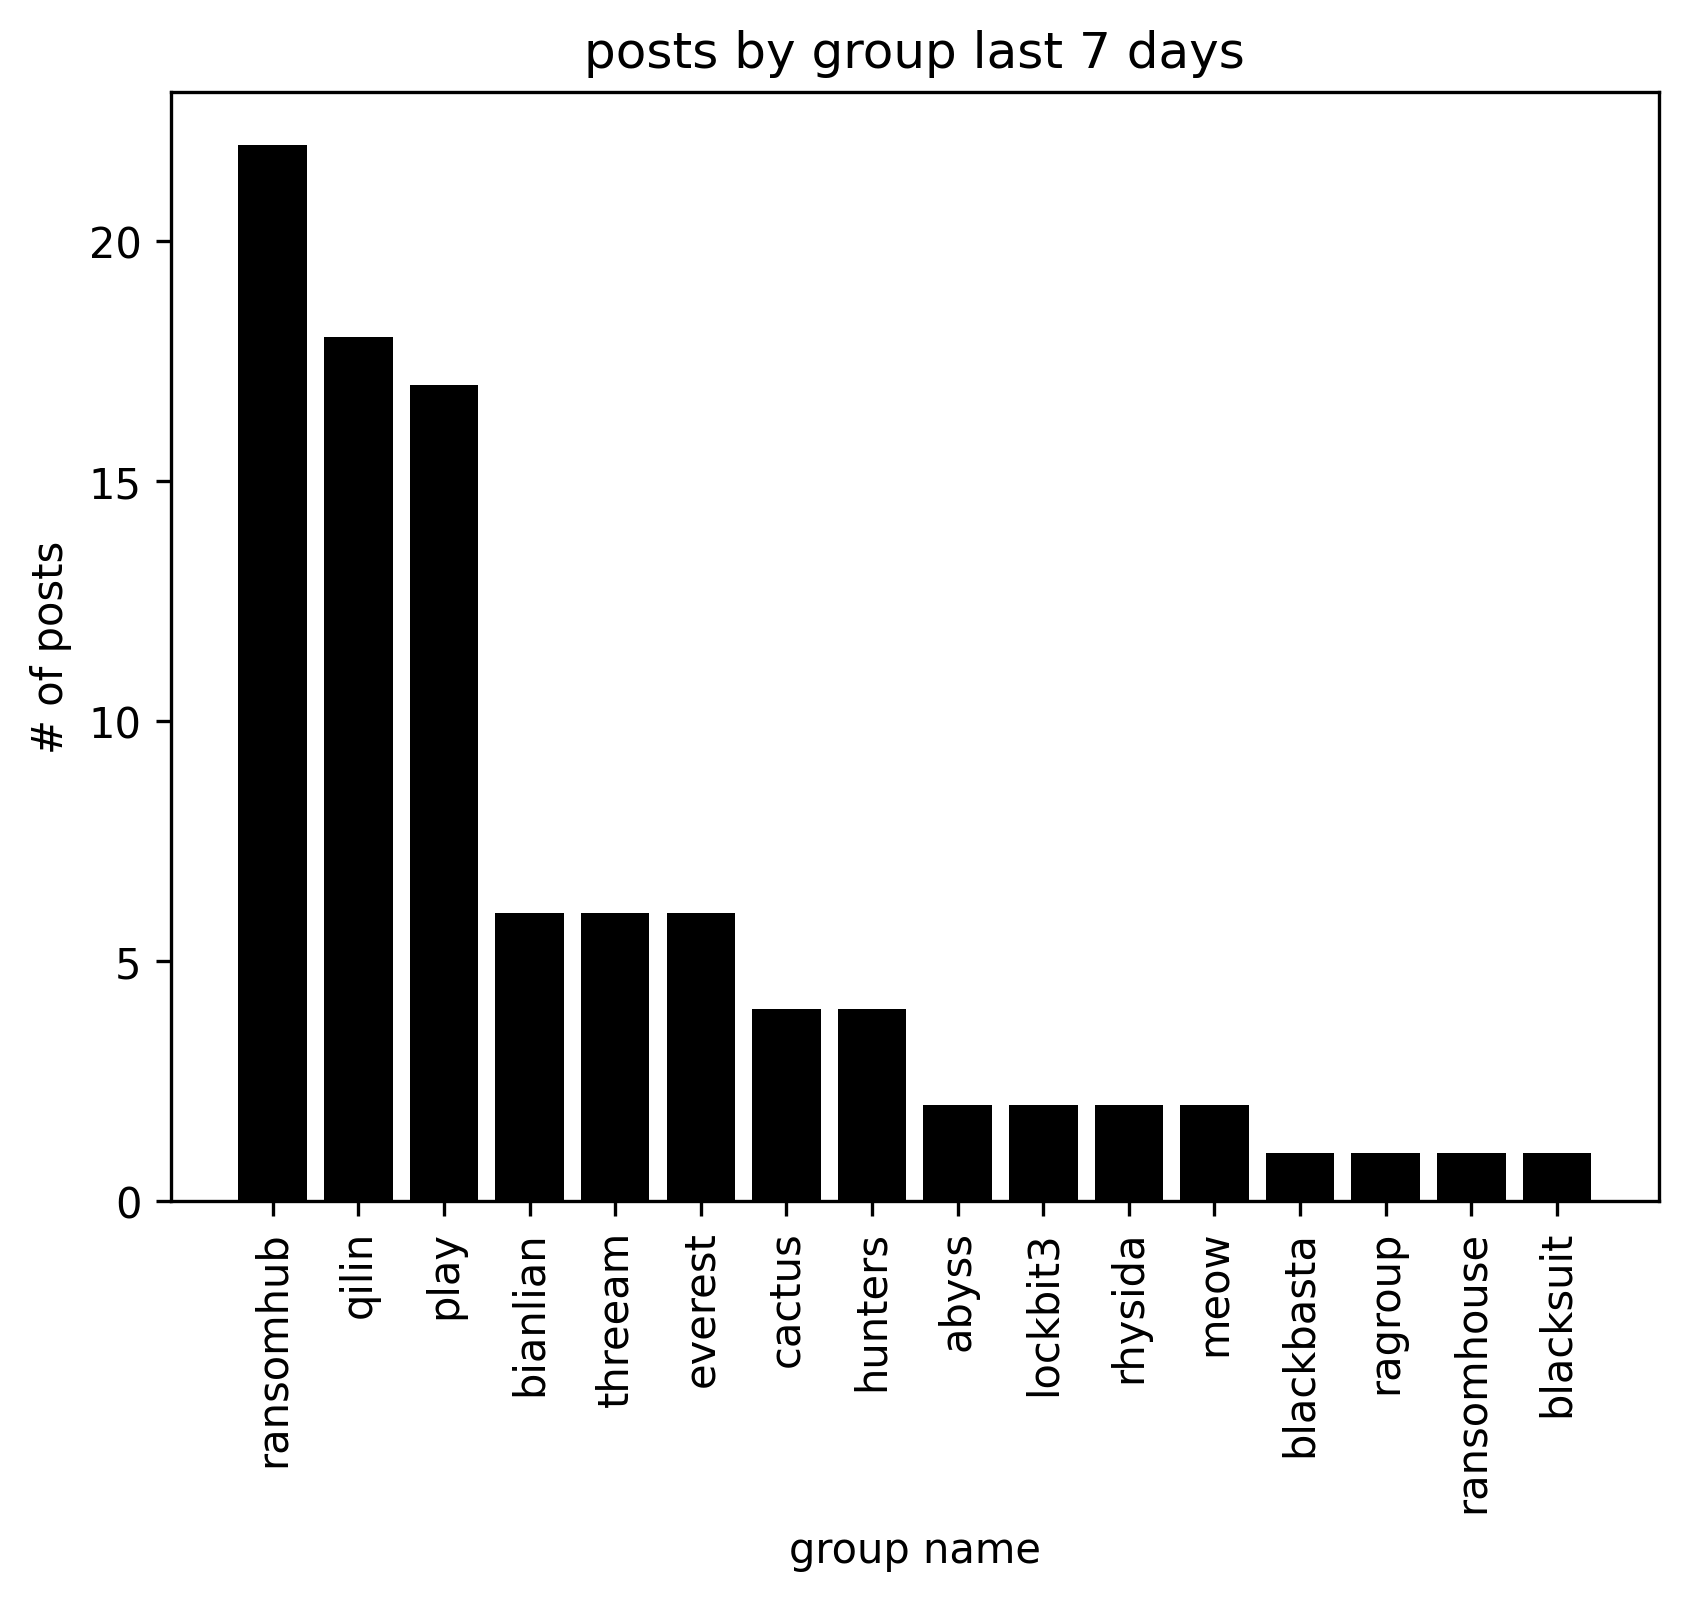 posts by group last 7 days
# of posts
20
15
10
5
0
ransomhub
qilin
play
bianlian
threeam
everest
cactus
hunters
abyss
lockbit3
rhysida
meow
blackbasta
ragroup
ransomhouse
blacksuit
group name